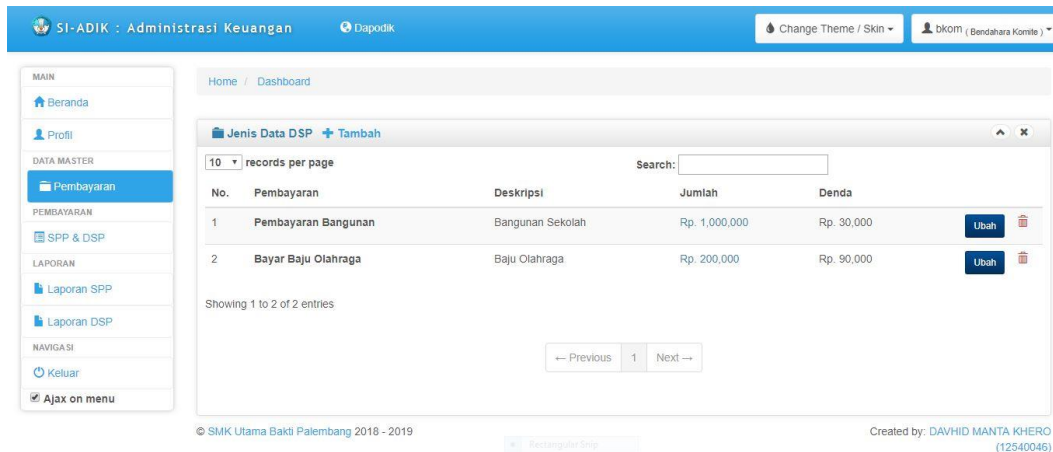 SI-ADIK : Administrasi Keuangan
Dapodik
Change Theme / Skin
bkom ( Bendahara Komite )
MAIN
Beranda
Profil
DATA MASTER
Pembayaran
PEMBAYARAN
SPP & DSP
LAPORAN
Laporan SPP
Laporan DSP
NAVIGASI
Keluar
Ajax on menu
Home / Dashboard
Jenis Data DSP + Tambah
10 records per page
Search:
No. Pembayaran Deskripsi Jumlah Denda
1 Pembayaran Bangunan Bangunan Sekolah Rp. 1,000,000 Rp. 30,000 Ubah
2 Bayar Baju Olahraga Baju Olahraga Rp. 200,000 Rp. 90,000 Ubah
Showing 1 to 2 of 2 entries
← Previous 1 Next →
© SMK Utama Bakti Palembang 2018 - 2019
Rectangular Snip
Created by: DAVHID MANTA KHERO
(12540046)